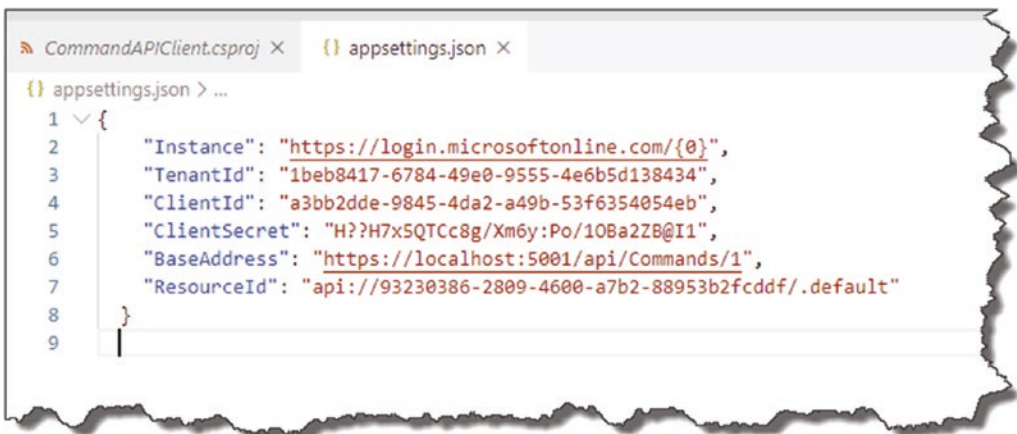 CommandAPIClient.csproj × {} appsettings.json ×
{} appsettings.json > ...
1 {
2 "Instance": "https://login.microsoftonline.com/{0}",
3 "TenantId": "1beb8417-6784-49e0-9555-4e6b5d138434",
4 "ClientId": "a3bb2dde-9845-4da2-a49b-53f6354054eb",
5 "ClientSecret": "H??H7x5QTCc8g/Xm6y:Po/1OBa2ZB@I1",
6 "BaseAddress": "https://localhost:5001/api/Commands/1",
7 "ResourceId": "api://93230386-2809-4600-a7b2-88953b2fcddf/.default"
8 }
9